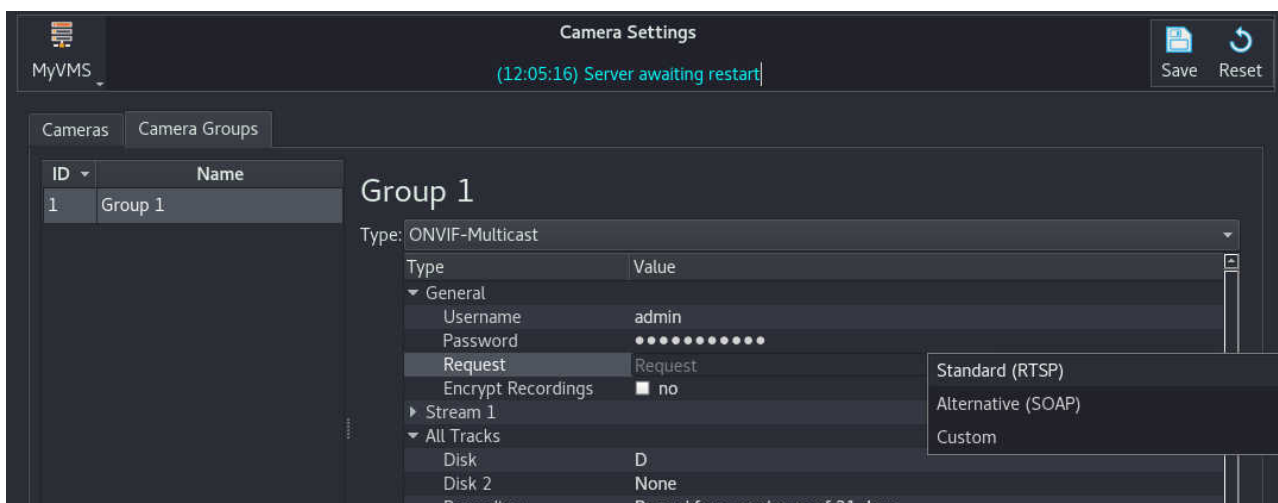 Camera Settings
MyVMS
(12:05:16) Server awaiting restart
Save Reset
Cameras Camera Groups
ID Name
1 Group 1
Group 1
Type: ONVIF-Multicast
Type Value
General
Username admin
Password ●●●●●●●●●●●
Request Request
Encrypt Recordings no
Stream 1
All Tracks
Disk D
Disk 2 None
Standard (RTSP)
Alternative (SOAP)
Custom